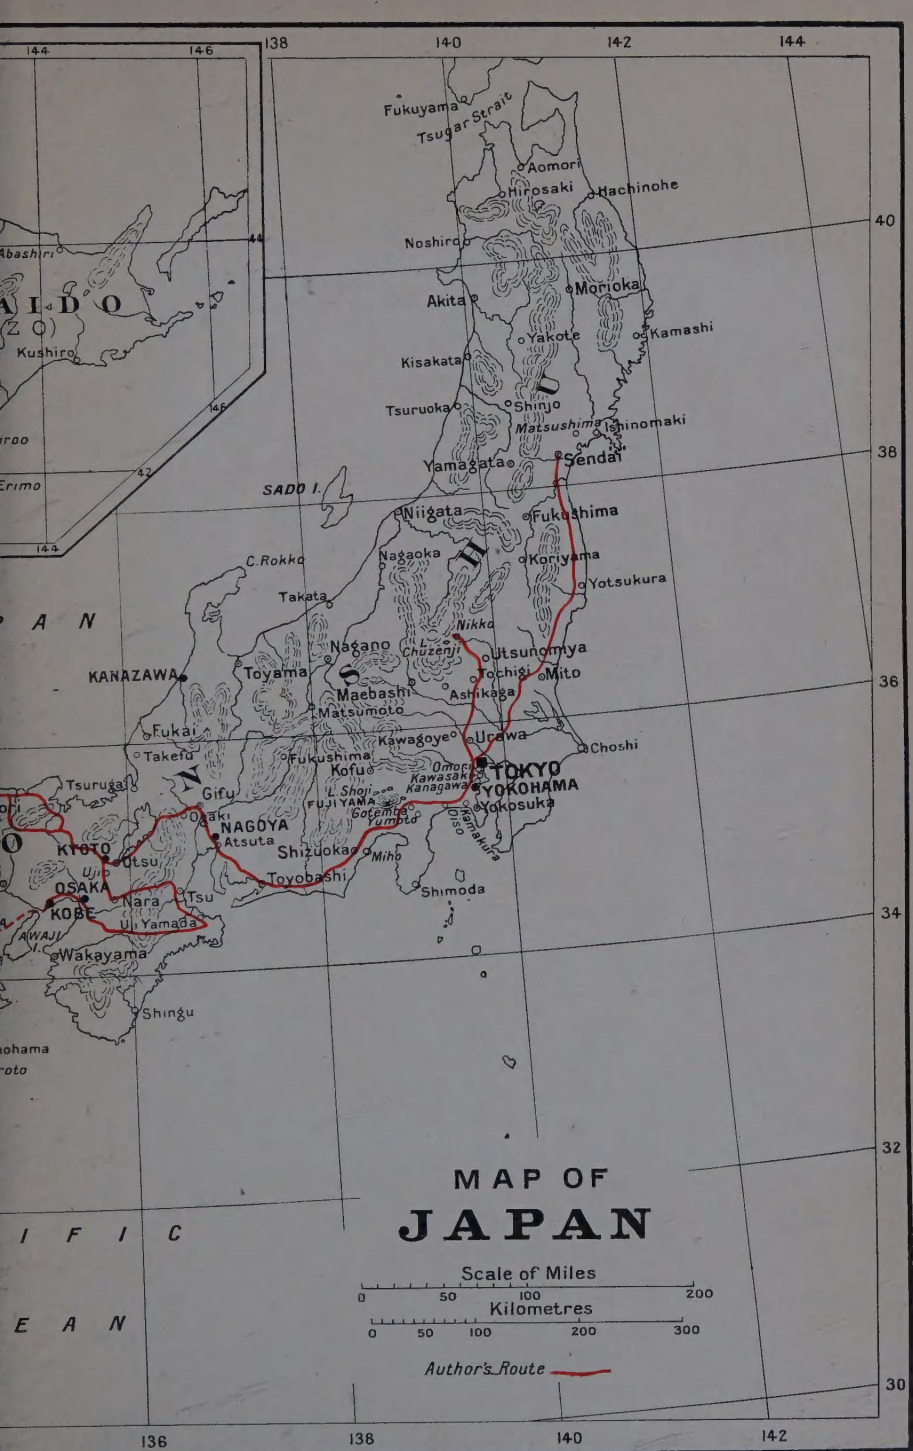 144
146
138
140
142
144
Fukuyama
Tsugar Strait
Aomori
Hirosaki
Hachinohe
40
Noshiro
44
Abashiri
Akita
Morioka
A I D O
Z O)
Kushiro
Yakote
Kamashi
Kisakata
146
U
Tsuruoka
Shinjo
Matsushima
Ishinomaki
Erimo
42
Yamagata
Sendai
38
SADO I.
Niigata
Fukushima
144
H
Nagaoka
Koriyama
C. Rokko
Yotsukura
Takata
P A N
Nikko
L. Chuzenji
Nagano
Utsunomiya
KANAZAWA
Toyama
S
Tochigi
Mito
36
Maebashi
Ashikaga
Matsumoto
Fukai
Kawagoye
Urawa
Choshi
Takefu
Fukushima
Kofu
Omori
TOKYO
Kawasaki
Kanagawa
YOKOHAMA
Tsuruga
N
Gifu
L. Shoji
FUJIYAMA
Gotemba
Yumoto
Yokosuka
Oiso
Kamakura
Ogaki
NAGOYA
Atsuta
O
KYOTO
Otsu
Shizuoka
Miho
Uji
OSAKA
Toyobashi
Shimoda
Nara
Tsu
KOBE
Uji Yamada
34
AWAJI
I.
Wakayama
Shingu
ohama
roto
32
MAP OF
JAPAN
I F I C
Scale of Miles
0 50 100 200
Kilometres
0 50 100 200 300
E A N
Author's Route
30
136
138
140
142